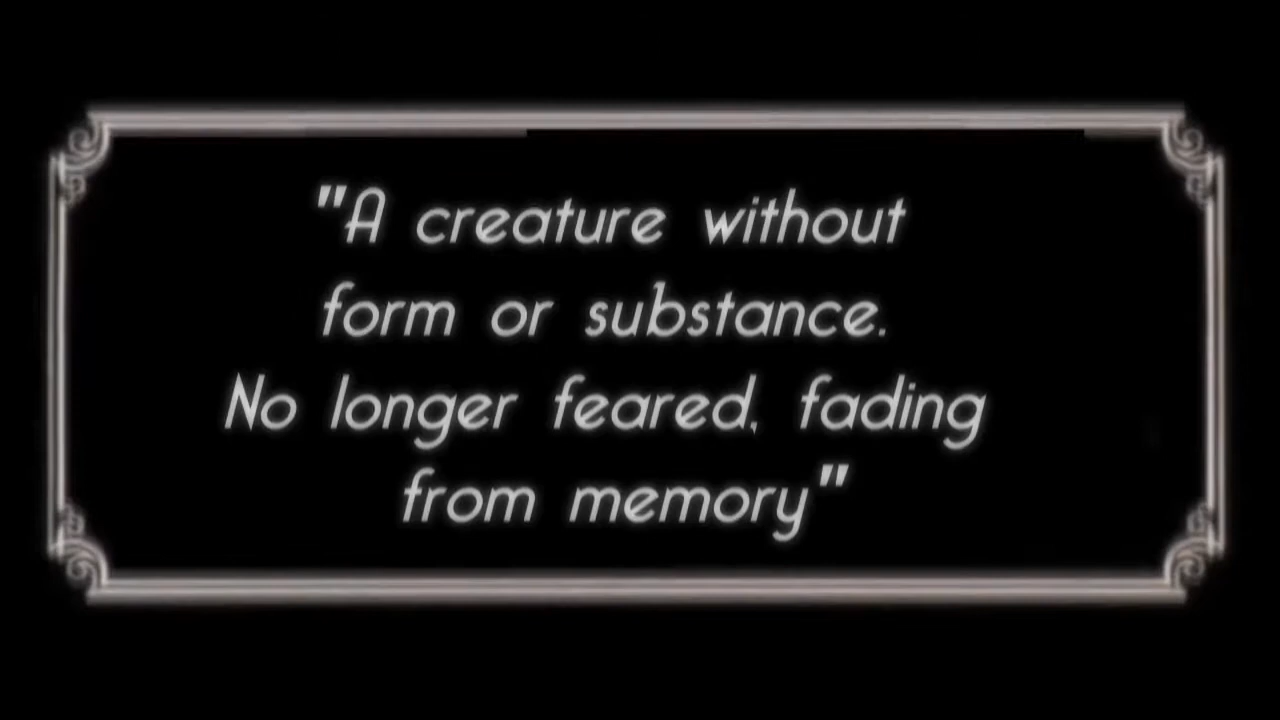 "A creature without
form or substance.
No longer feared, fading
from memory"